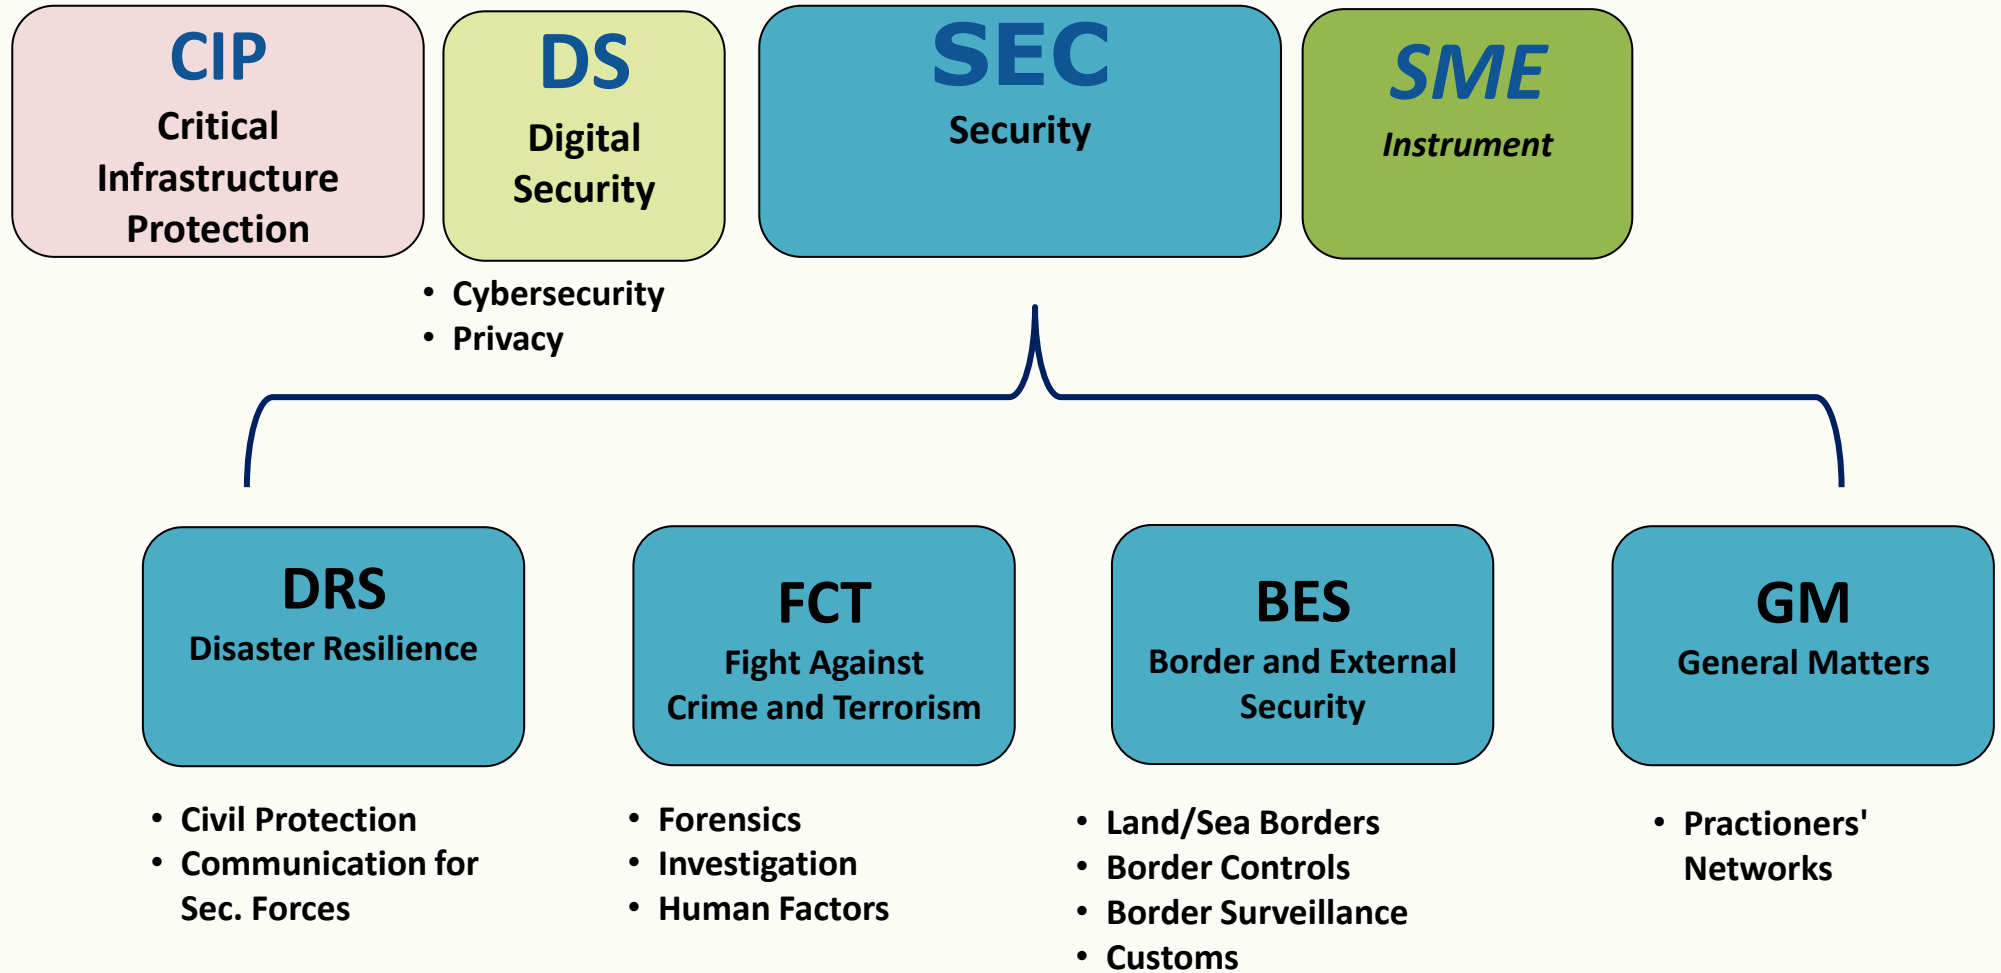 CIP
Critical
Infrastructure
Protection
DS
Digital
Security
SEC
Security
SME
Instrument
• Cybersecurity
• Privacy
DRS
Disaster Resilience
FCT
Fight Against
Crime and Terrorism
BES
Border and External
Security
GM
General Matters
• Civil Protection
• Communication for
Sec. Forces
• Forensics
• Investigation
• Human Factors
• Land/Sea Borders
• Border Controls
• Border Surveillance
• Customs
• Practioners'
Networks